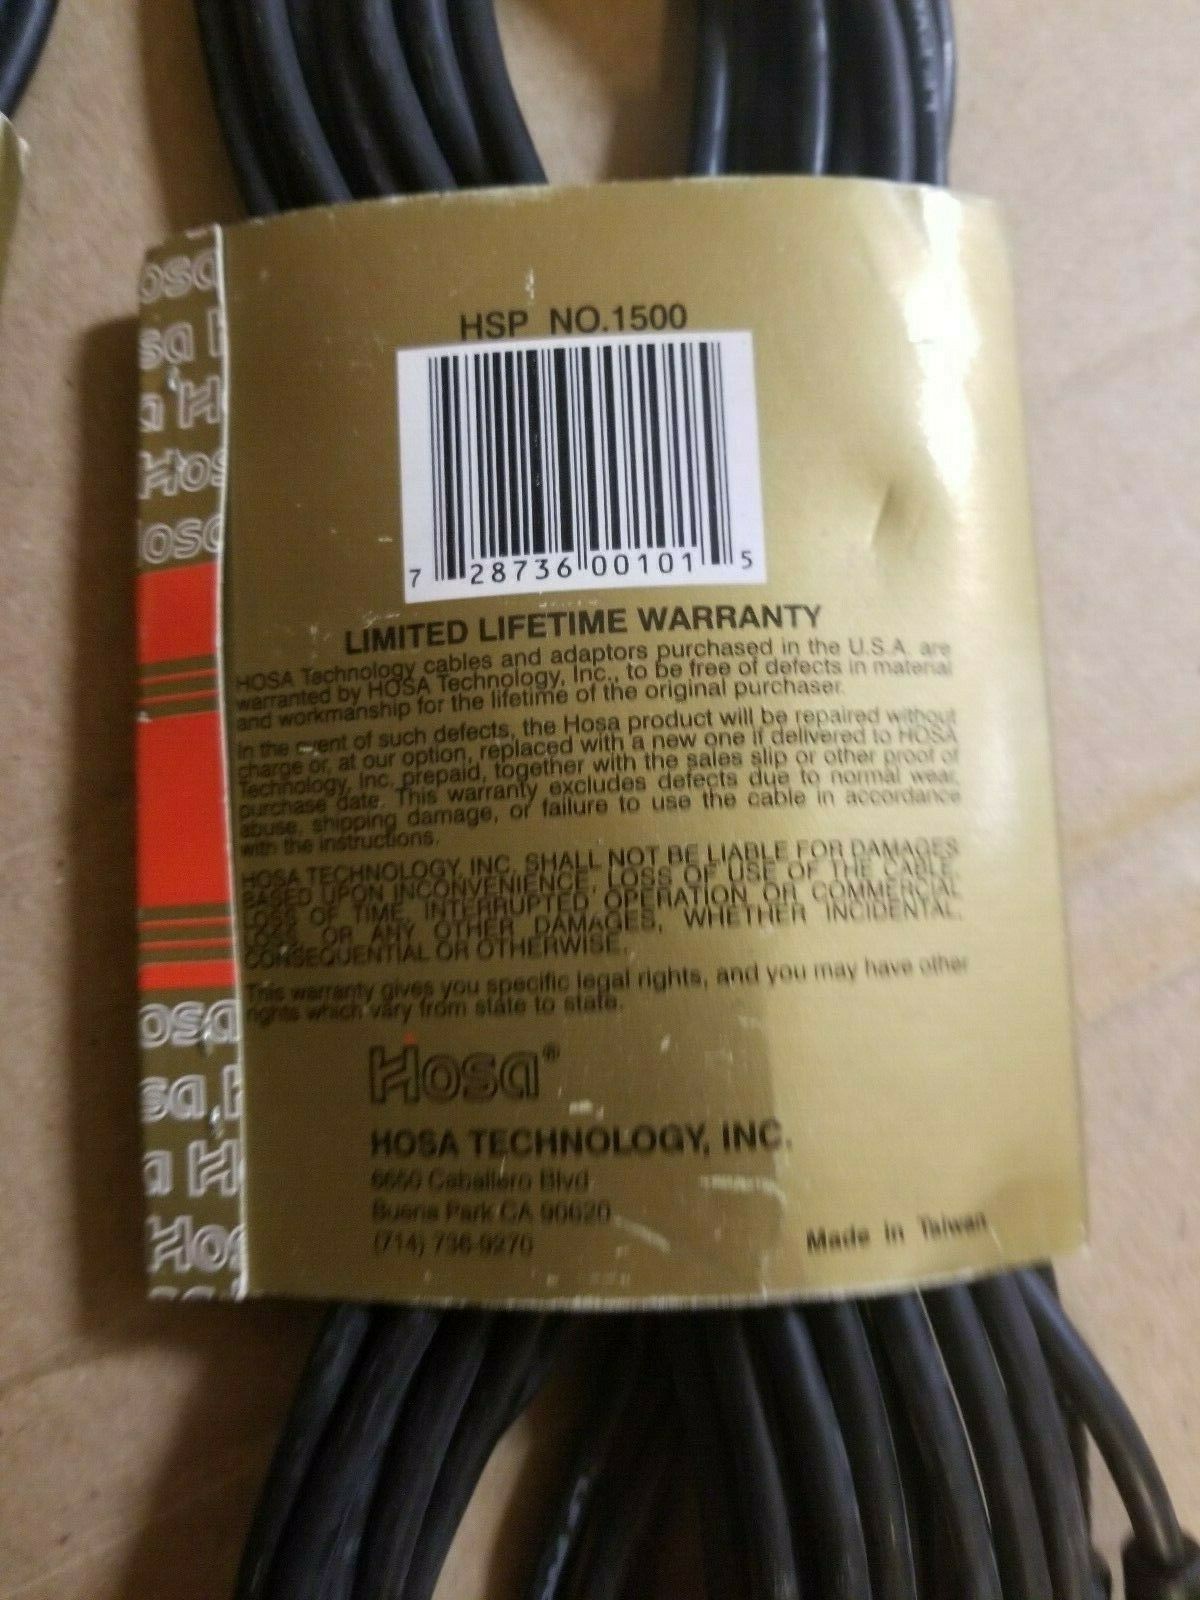 HSP NO.1500
7 28736 00101 5
LIMITED LIFETIME WARRANTY
HOSA Technology cables and adaptors purchased in the U.S.A. are
warranted by HOSA Technology, Inc., to be free of defects in material
and workmanship for the lifetime of the original purchaser.
In the event of such defects, the Hosa product will be repaired without
charge or, at our option, replaced with a new one if delivered to HOSA
Technology, Inc. prepaid, together with the sales slip or other proof of
purchase date. This warranty excludes defects due to normal wear,
abuse, shipping damage, or failure to use the cable in accordance
with the instructions.
HOSA TECHNOLOGY, INC. SHALL NOT BE LIABLE FOR DAMAGES
BASED UPON INCONVENIENCE, LOSS OF USE OF THE CABLE,
LOSS OF TIME, INTERRUPTED OPERATION OR COMMERCIAL
LOSS, OR ANY OTHER DAMAGES, WHETHER INCIDENTAL,
CONSEQUENTIAL OR OTHERWISE.
This warranty gives you specific legal rights, and you may have other
rights which vary from state to state.
Hosa®
HOSA TECHNOLOGY, INC.
6650 Caballero Blvd
Buena Park CA 90620
(714) 736-9270
Made In Taiwan